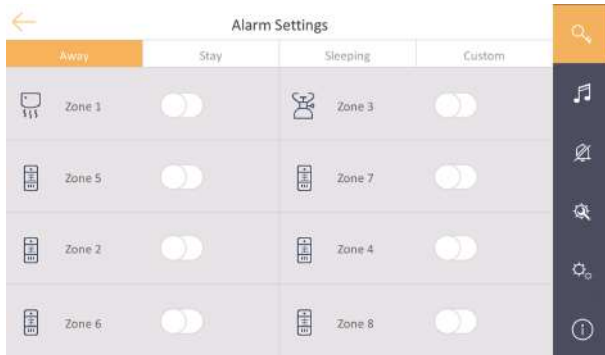 Alarm Settings
Away Stay Sleeping Custom
Zone 1 Zone 3
Zone 5 Zone 7
Zone 2 Zone 4
Zone 6 Zone 8